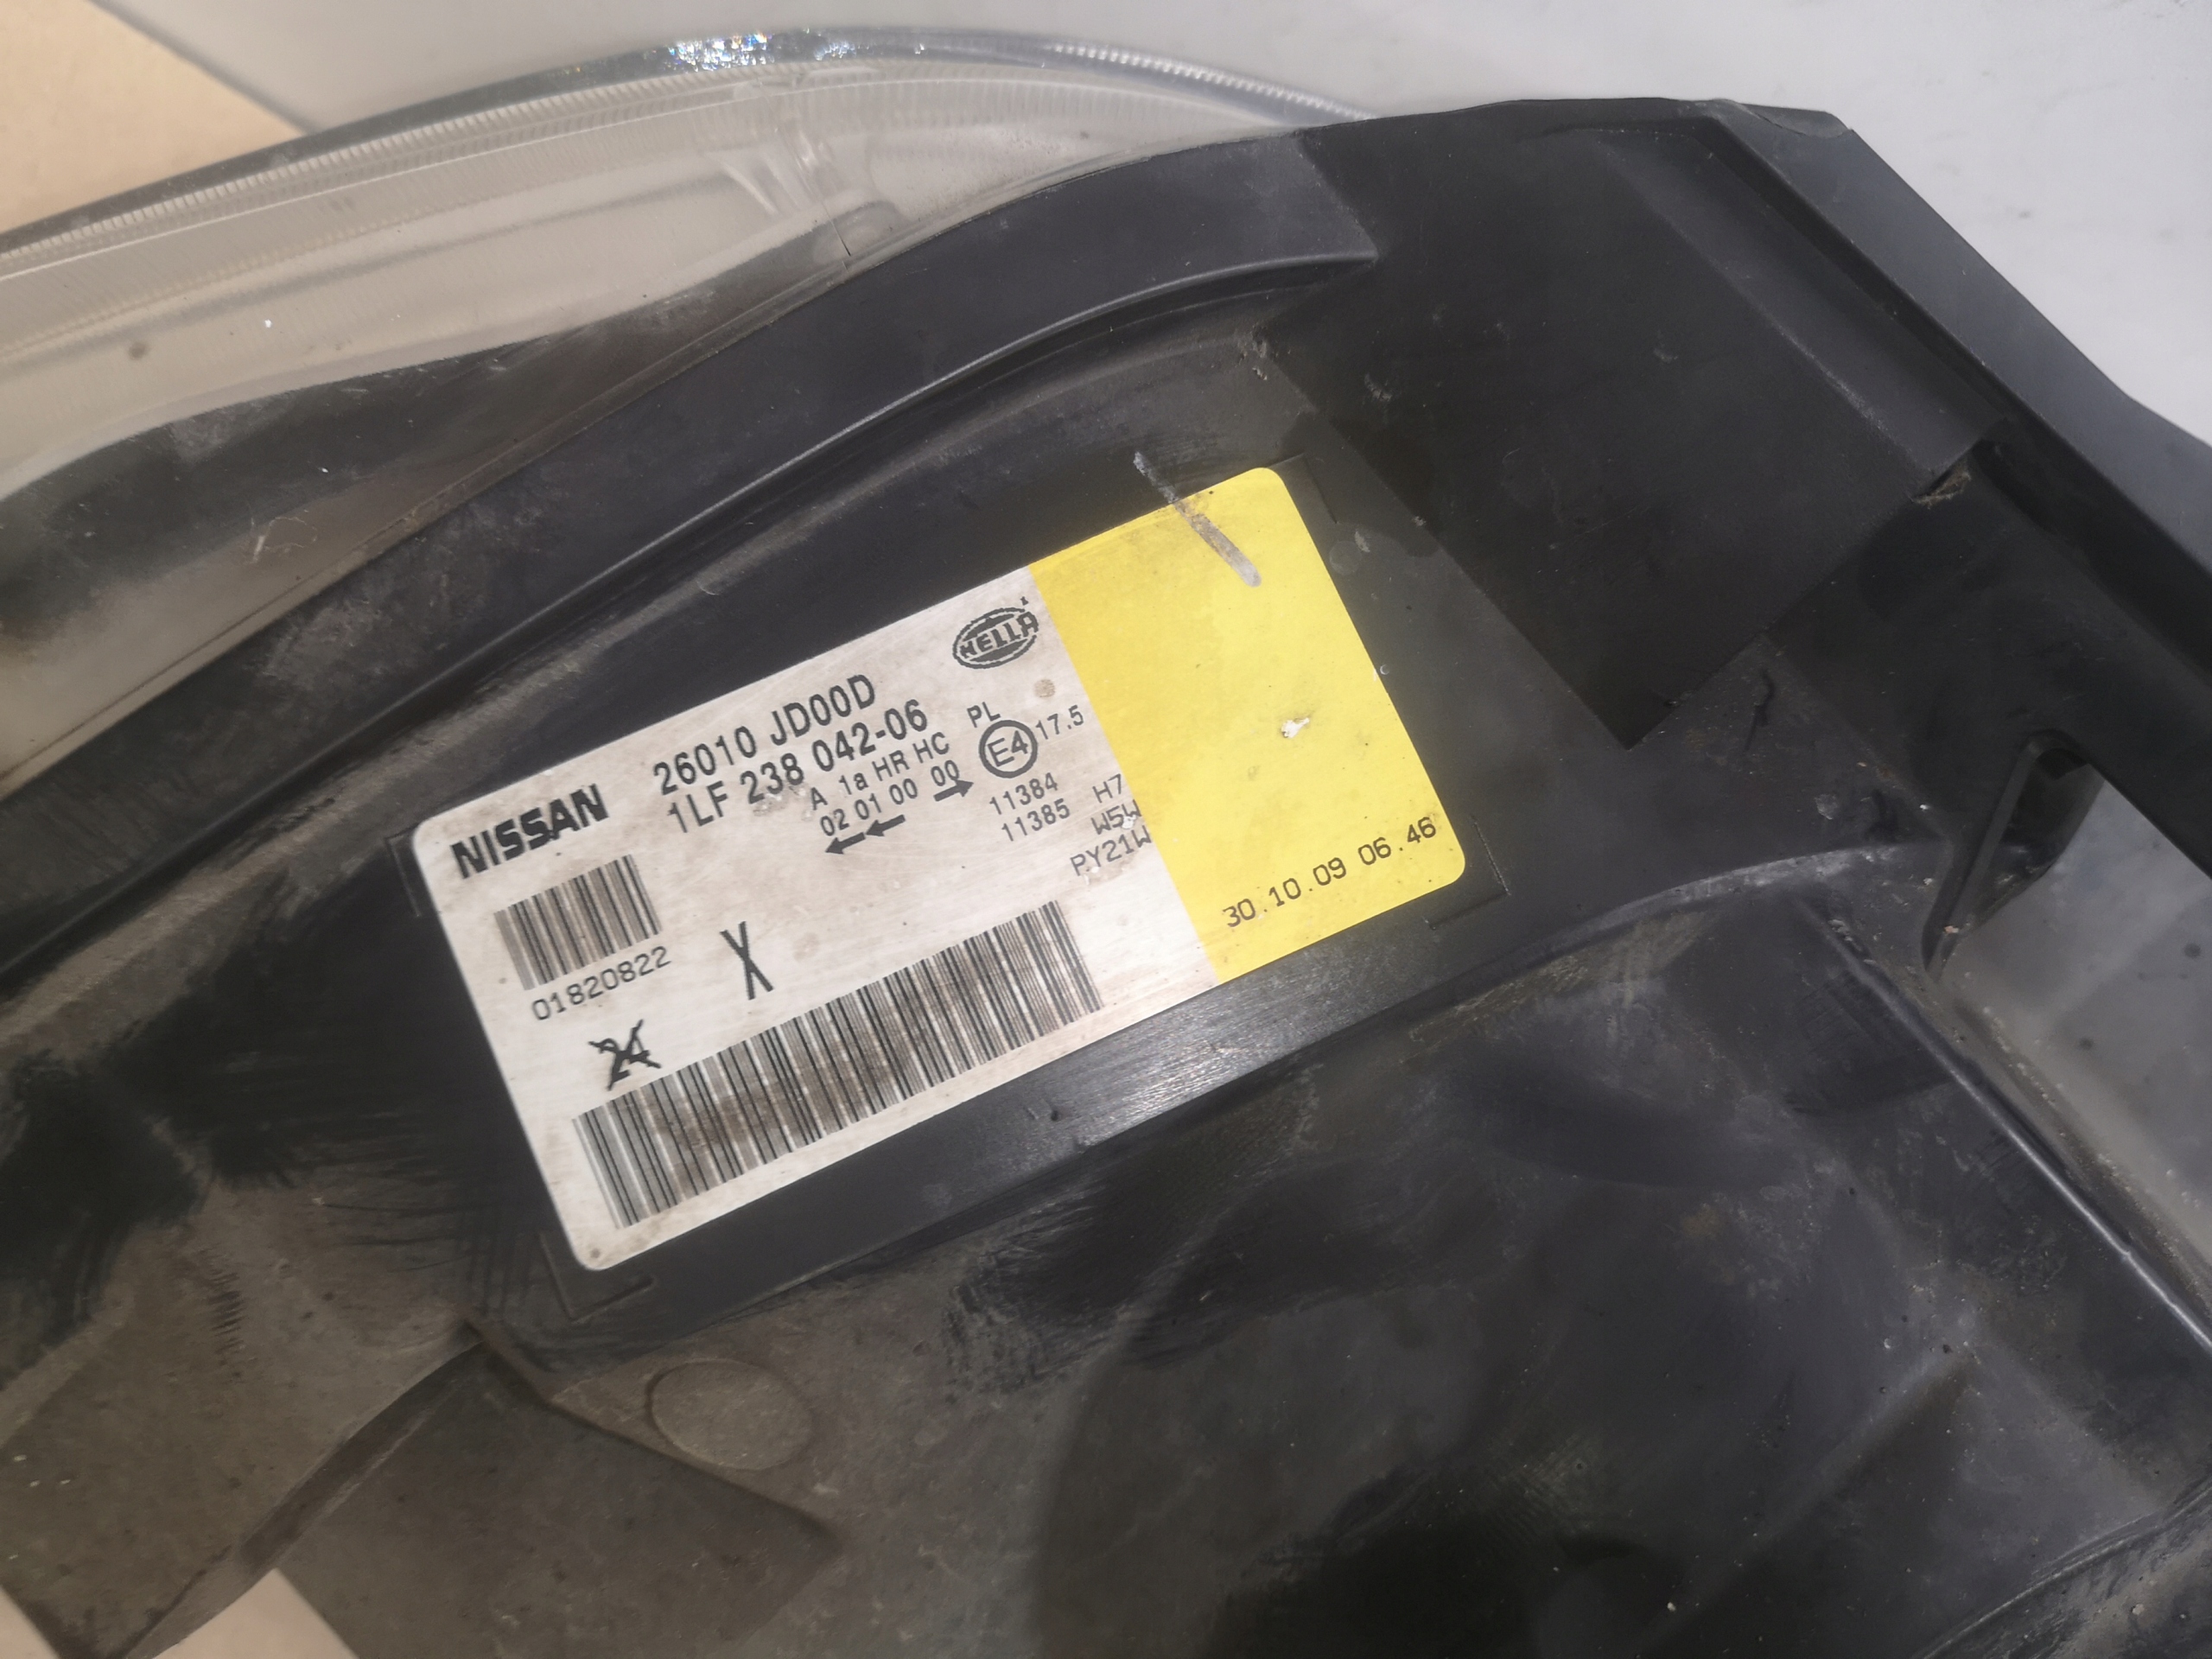 HELLA
NISSAN
26010 JD00D
1LF 238 042-06
A 1a HR HC
02 01 00 00
PL
E4
17.5
11384
11385
H7
W5W
PY21W
01820822
X
24
30.10.09 06.46